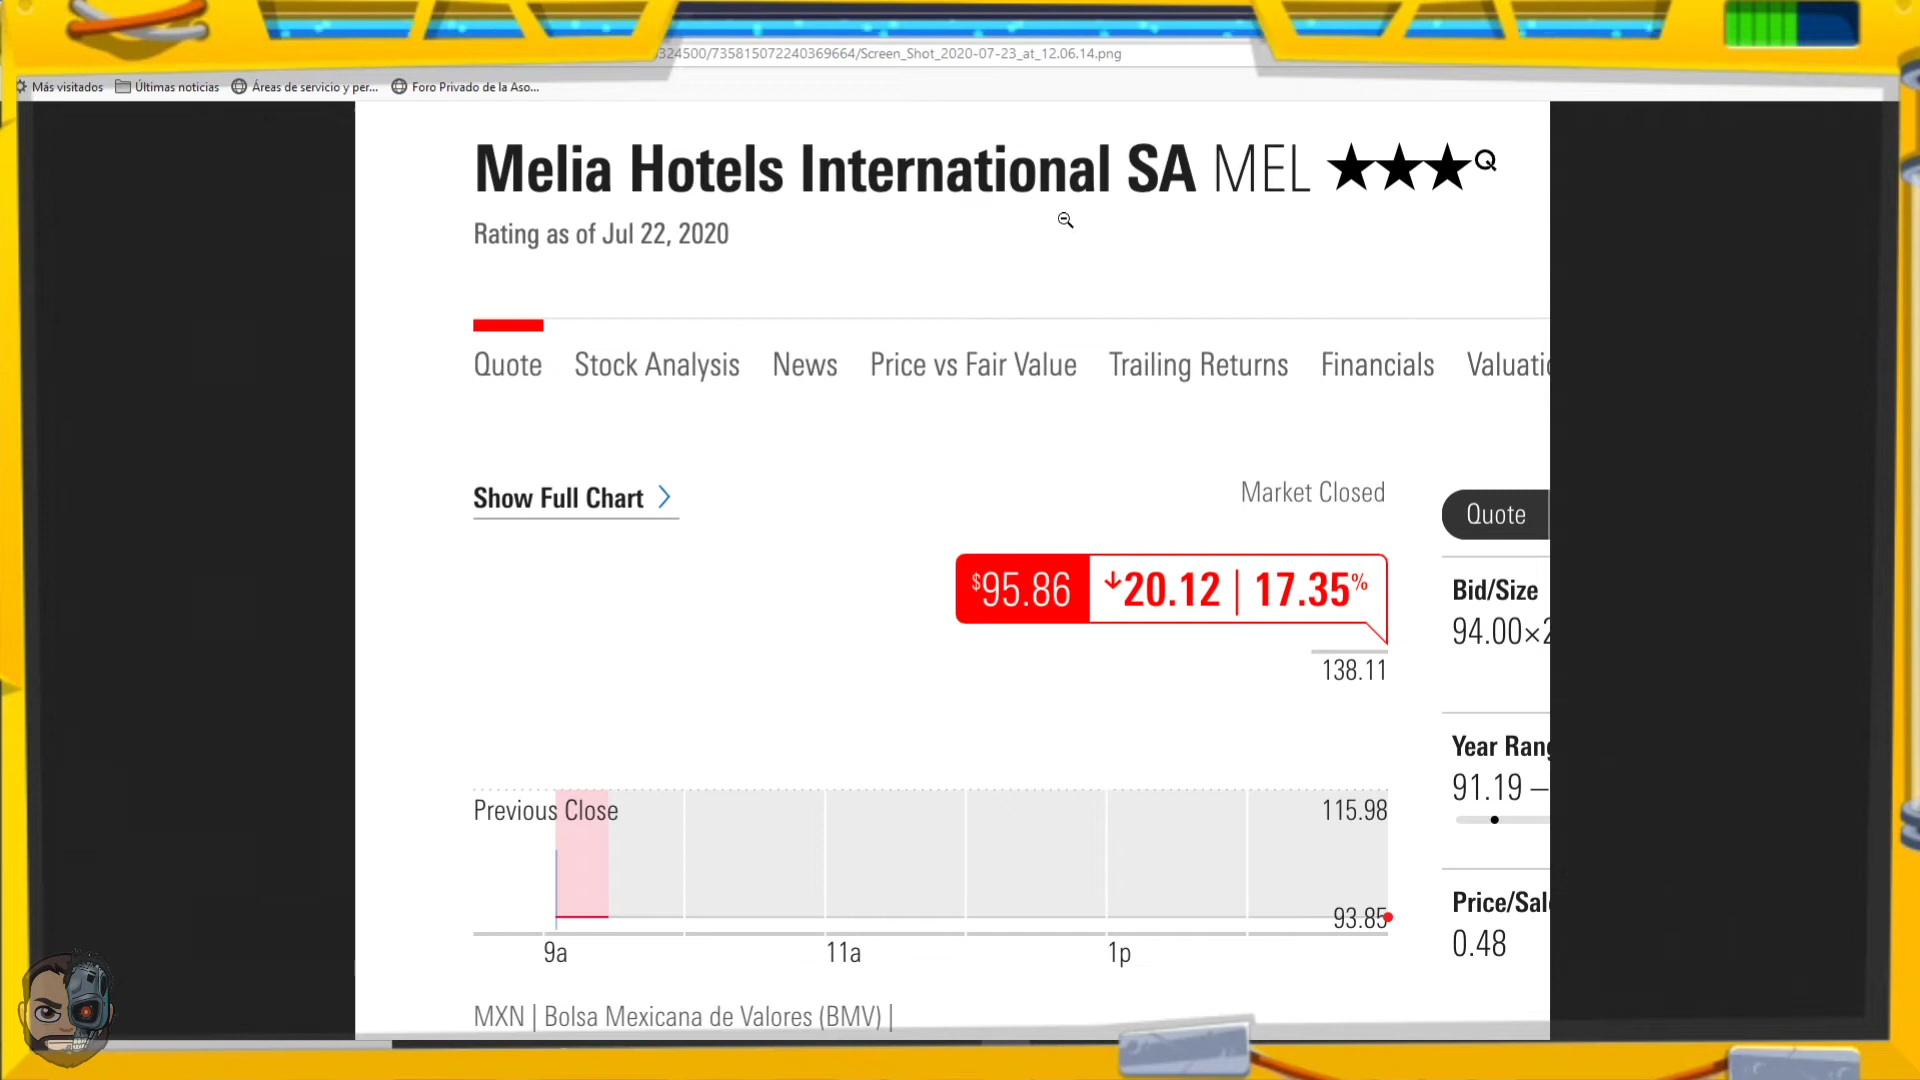 324500/735815072240369664/Screen_Shot_2020-07-23_at_12.06.14.png
Más visitados Últimas noticias Áreas de servicio y per... Foro Privado de la Aso...
Melia Hotels International SA MEL ★★★Q
Rating as of Jul 22, 2020
Quote Stock Analysis News Price vs Fair Value Trailing Returns Financials
Show Full Chart
Market Closed
Quote
$95.86 ↓20.12 | 17.35%
138.11
Bid/Size
94.00×2
Year Rang
91.19 –
Previous Close 115.98
93.85
Price/Sal
0.48
9a 11a 1p
MXN | Bolsa Mexicana de Valores (BMV) |